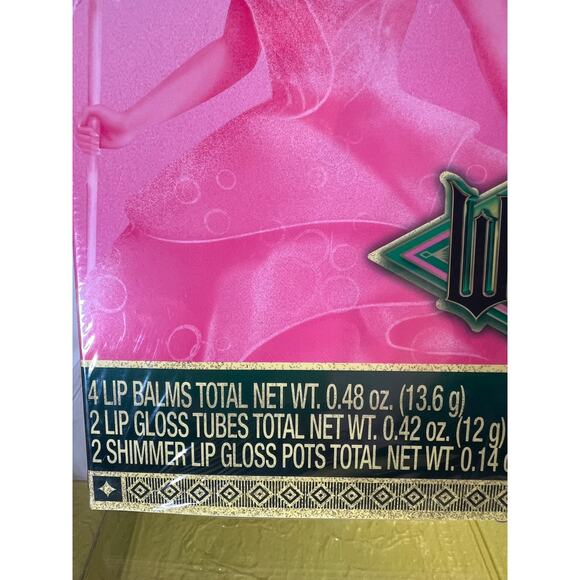 W
4 LIP BALMS TOTAL NET WT. 0.48 oz. (13.6 g)
2 LIP GLOSS TUBES TOTAL NET WT. 0.42 oz. (12 g)
2 SHIMMER LIP GLOSS POTS TOTAL NET WT. 0.14